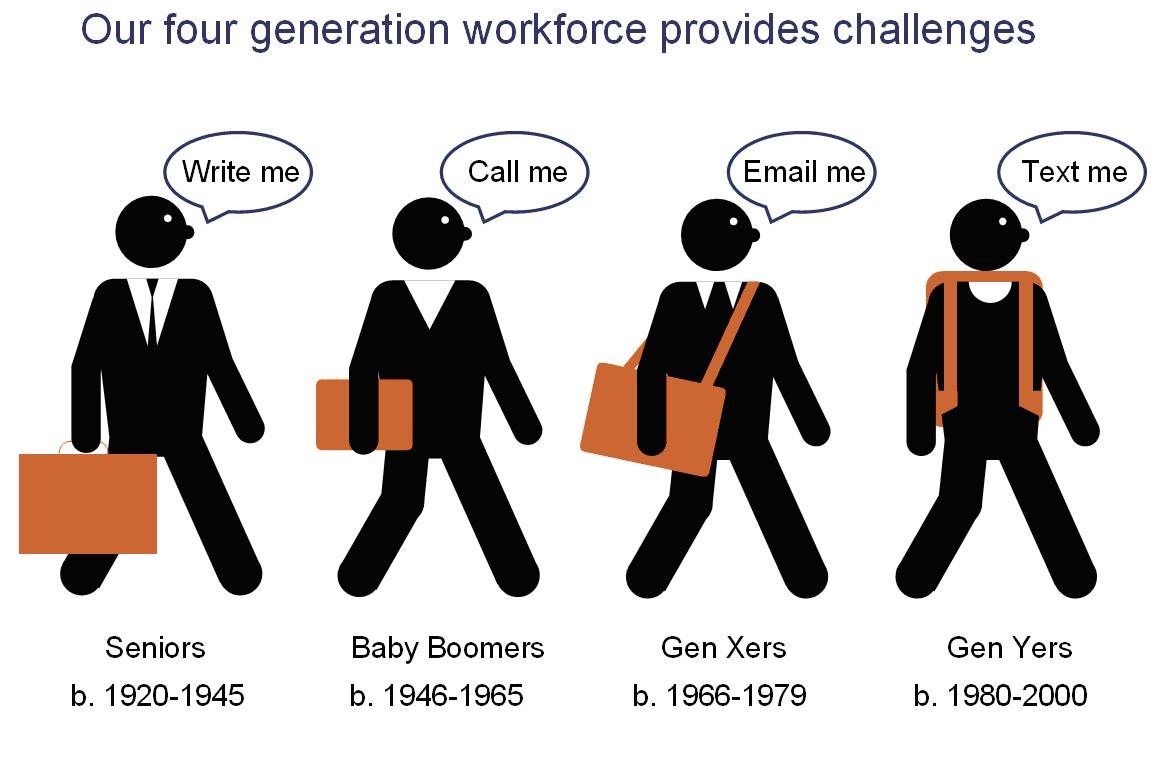 Our four generation workforce provides challenges
Write me
Call me
Email me
Text me
Seniors
b. 1920-1945
Baby Boomers
b. 1946-1965
Gen Xers
b. 1966-1979
Gen Yers
b. 1980-2000